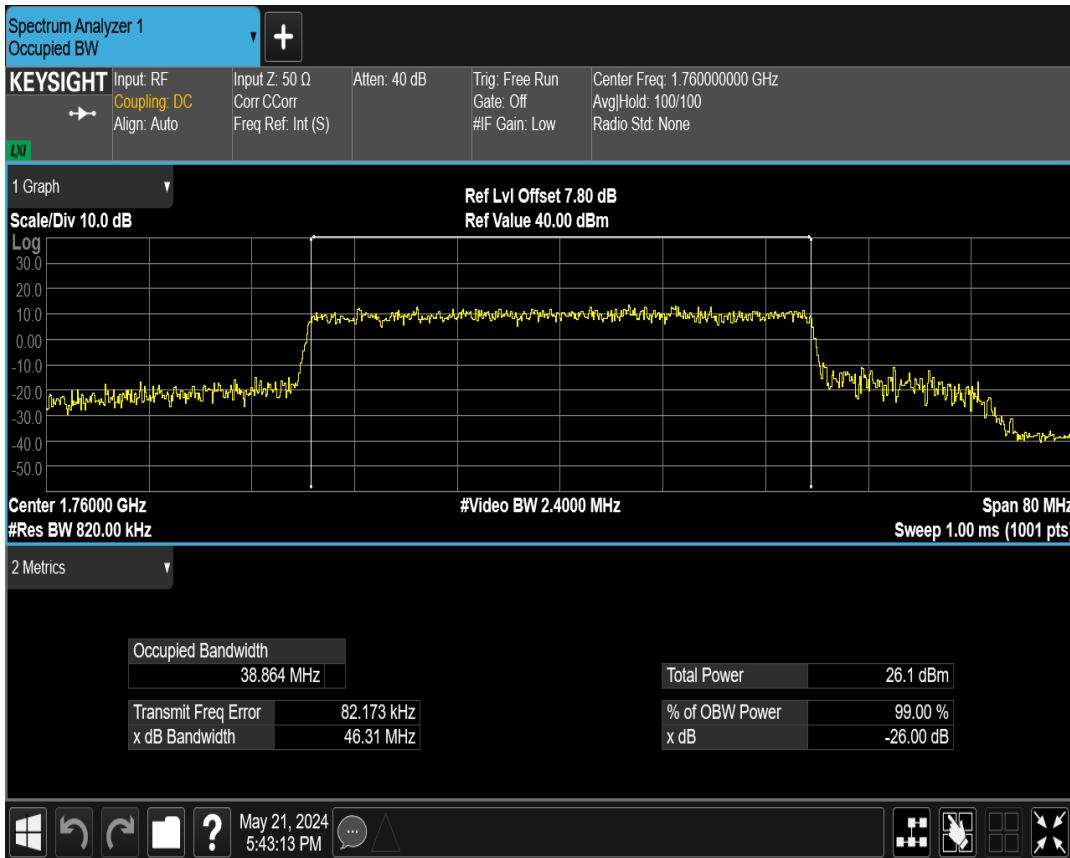 Spectrum Analyzer 1
Occupied BW
+
KEYSIGHT
LXI
Input: RF
Coupling: DC
Align: Auto
Input Z: 50 Ω
Corr CCorr
Freq Ref: Int (S)
Atten: 40 dB
Trig: Free Run
Gate: Off
#IF Gain: Low
Center Freq: 1.760000000 GHz
Avg|Hold: 100/100
Radio Std: None
1 Graph
Scale/Div 10.0 dB
Ref Lvl Offset 7.80 dB
Ref Value 40.00 dBm
Log
30.0
20.0
10.0
0.00
-10.0
-20.0
-30.0
-40.0
-50.0
Center 1.76000 GHz
#Video BW 2.4000 MHz
Span 80 MHz
#Res BW 820.00 kHz
Sweep 1.00 ms (1001 pts)
2 Metrics
Occupied Bandwidth
38.864 MHz
Total Power 26.1 dBm
Transmit Freq Error 82.173 kHz
% of OBW Power 99.00 %
x dB Bandwidth 46.31 MHz
x dB -26.00 dB
?
May 21, 2024
5:43:13 PM